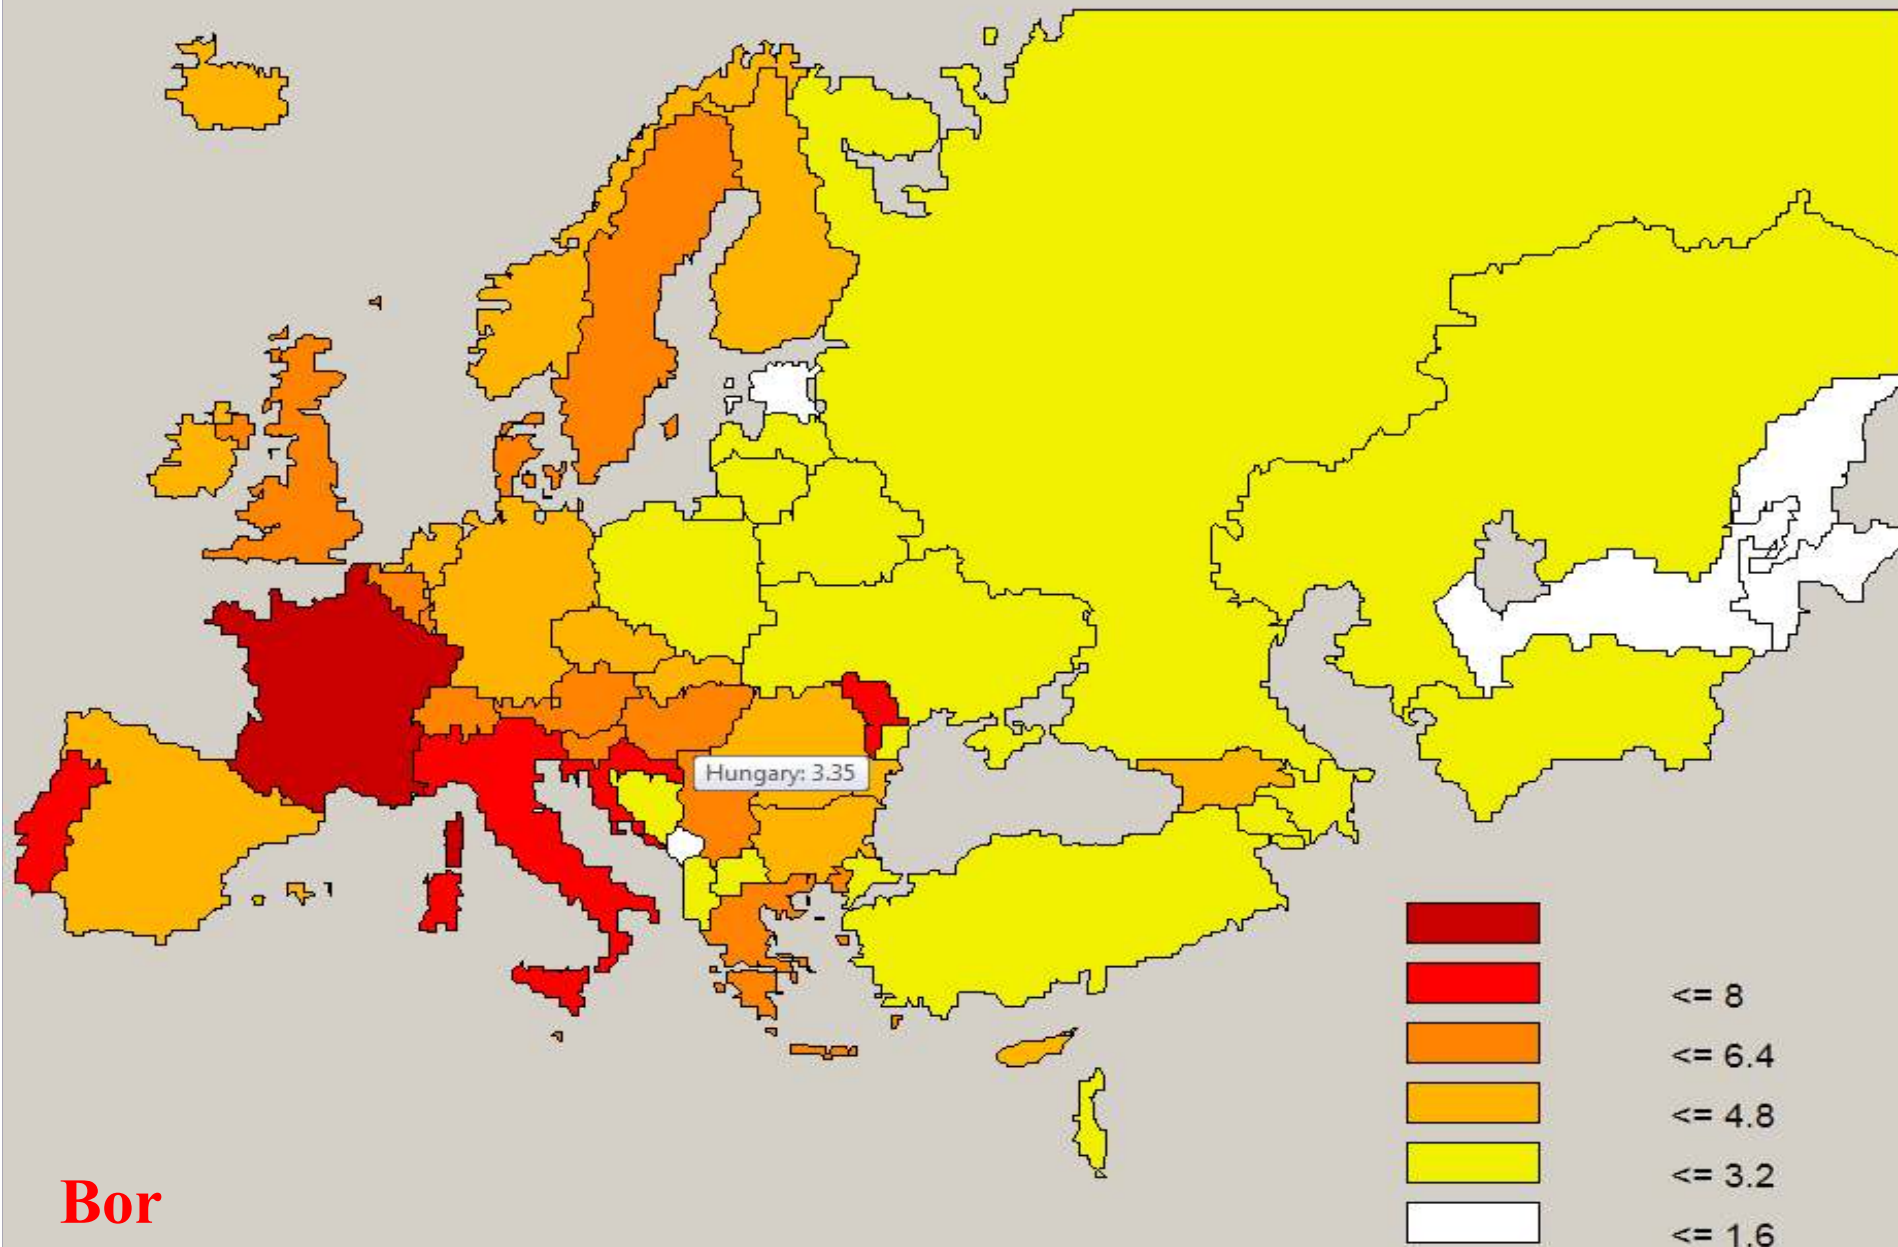 Hungary: 3.35
<= 8
<= 6.4
<= 4.8
<= 3.2
<= 1.6
Bor